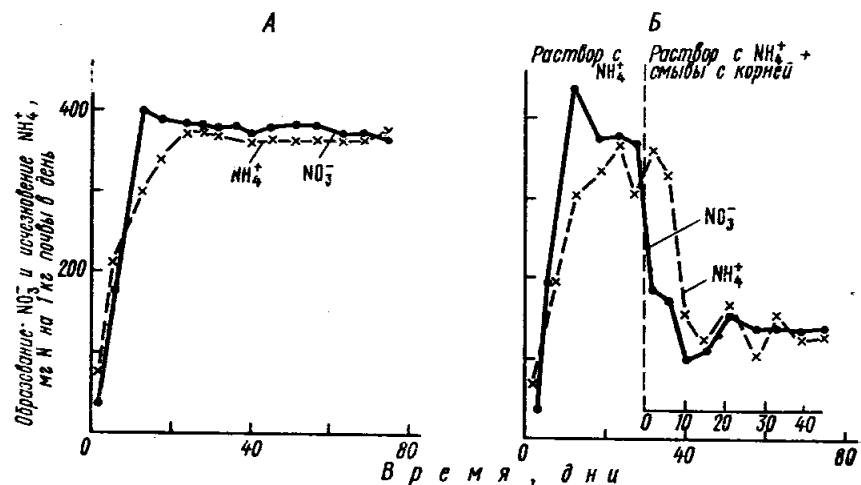 А
Б
Образование NO₃⁻ и исчезновение NH₄⁺,
мг N на 1 кг почвы в день
400
200
0
NH₄⁺
NO₃⁻
0
40
80
Раствор с
NH₄⁺
Раствор с NH₄⁺ +
смывы с корней
NO₃⁻
NH₄⁺
0 10 20 30 40
0
40
80
Время, дни